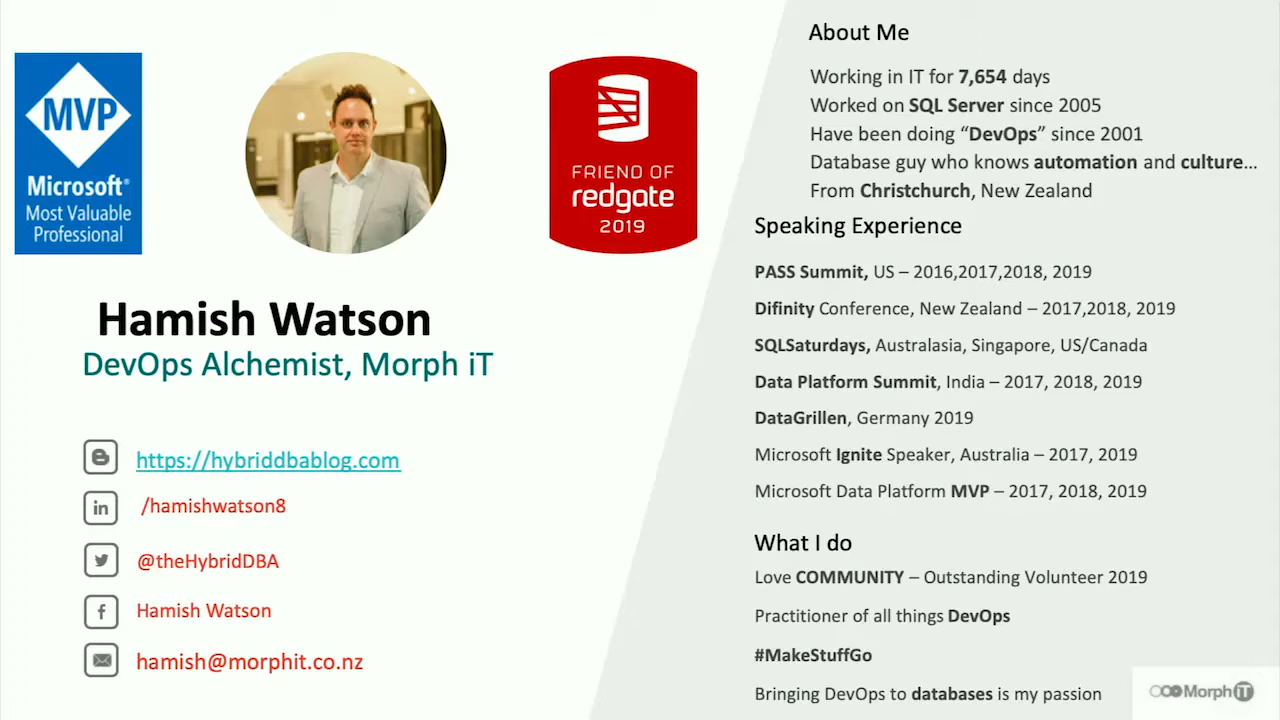 MVP
Microsoft®
Most Valuable
Professional
FRIEND OF
redgate
2019
Hamish Watson
DevOps Alchemist, Morph iT
https://hybriddbablog.com
in
/hamishwatson8
@theHybridDBA
f
Hamish Watson
hamish@morphit.co.nz
About Me
Working in IT for 7,654 days
Worked on SQL Server since 2005
Have been doing “DevOps” since 2001
Database guy who knows automation and culture…
From Christchurch, New Zealand
Speaking Experience
PASS Summit, US – 2016,2017,2018, 2019
Difinity Conference, New Zealand – 2017,2018, 2019
SQLSaturdays, Australasia, Singapore, US/Canada
Data Platform Summit, India – 2017, 2018, 2019
DataGrillen, Germany 2019
Microsoft Ignite Speaker, Australia – 2017, 2019
Microsoft Data Platform MVP – 2017, 2018, 2019
What I do
Love COMMUNITY – Outstanding Volunteer 2019
Practitioner of all things DevOps
#MakeStuffGo
Bringing DevOps to databases is my passion
Morph iT